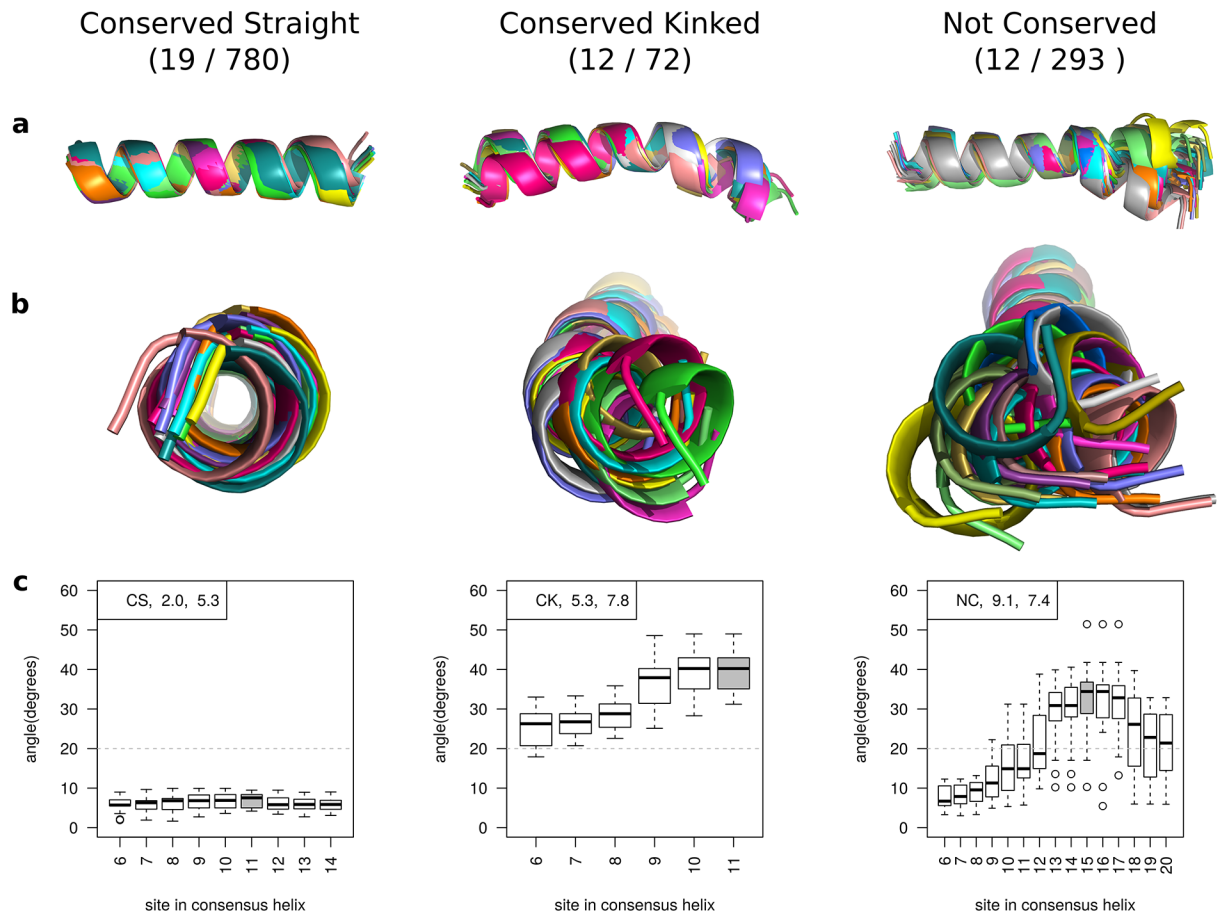 Conserved Straight
(19 / 780)
Conserved Kinked
(12 / 72)
Not Conserved
(12 / 293 )
a
b
c
CS, 2.0, 5.3
angle(degrees)
60
50
40
30
20
10
0
6 7 8 9 10 11 12 13 14
site in consensus helix
CK, 5.3, 7.8
angle(degrees)
60
50
40
30
20
10
0
6 7 8 9 10 11
site in consensus helix
NC, 9.1, 7.4
angle(degrees)
60
50
40
30
20
10
0
6 7 8 9 10 11 12 13 14 15 16 17 18 19 20
site in consensus helix